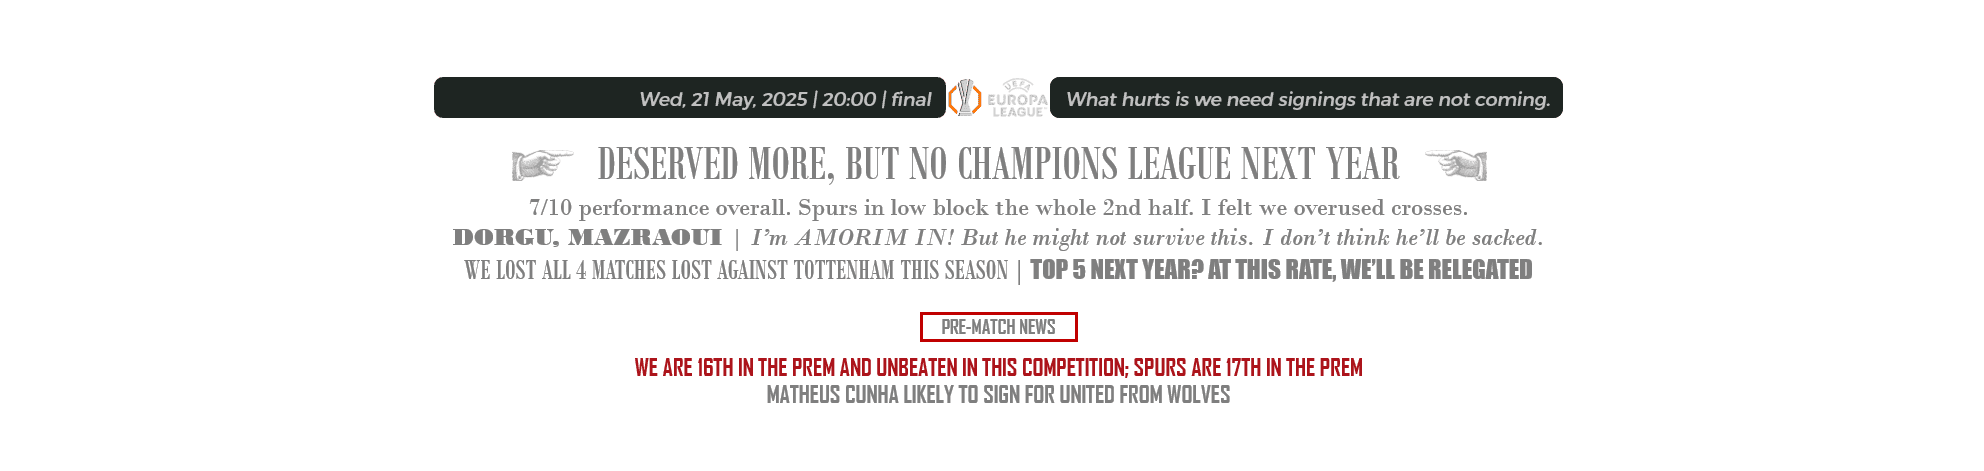 Wed, 21 May, 2025 | 20:00 | final
UEFA
EUROPA
LEAGUE
What hurts is we need signings that are not coming.
DESERVED MORE, BUT NO CHAMPIONS LEAGUE NEXT YEAR
7/10 performance overall. Spurs in low block the whole 2nd half. I felt we overused crosses.
DORGU, MAZRAOUI | I'm AMORIM IN! But he might not survive this. I don't think he'll be sacked.
WE LOST ALL 4 MATCHES LOST AGAINST TOTTENHAM THIS SEASON | TOP 5 NEXT YEAR? AT THIS RATE, WE'LL BE RELEGATED
PRE-MATCH NEWS
WE ARE 16TH IN THE PREM AND UNBEATEN IN THIS COMPETITION; SPURS ARE 17TH IN THE PREM
MATHEUS CUNHA LIKELY TO SIGN FOR UNITED FROM WOLVES